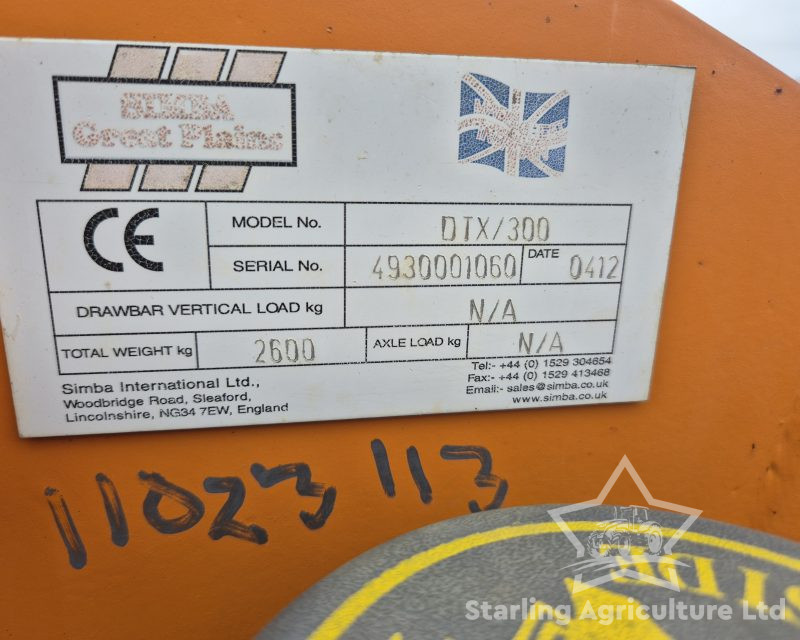 SIMBA
Great Plains
CE
MODEL No. DTX/300
SERIAL No. 4930001060 DATE 0412
DRAWBAR VERTICAL LOAD kg N/A
TOTAL WEIGHT kg 2600 AXLE LOAD kg N/A
Simba International Ltd.,
Woodbridge Road, Sleaford,
Lincolnshire, NG34 7EW, England
Tel:- +44 (0) 1529 304654
Fax:- +44 (0) 1529 413468
Email:- sales@simba.co.uk
www.simba.co.uk
11023 113
Starling Agriculture Ltd